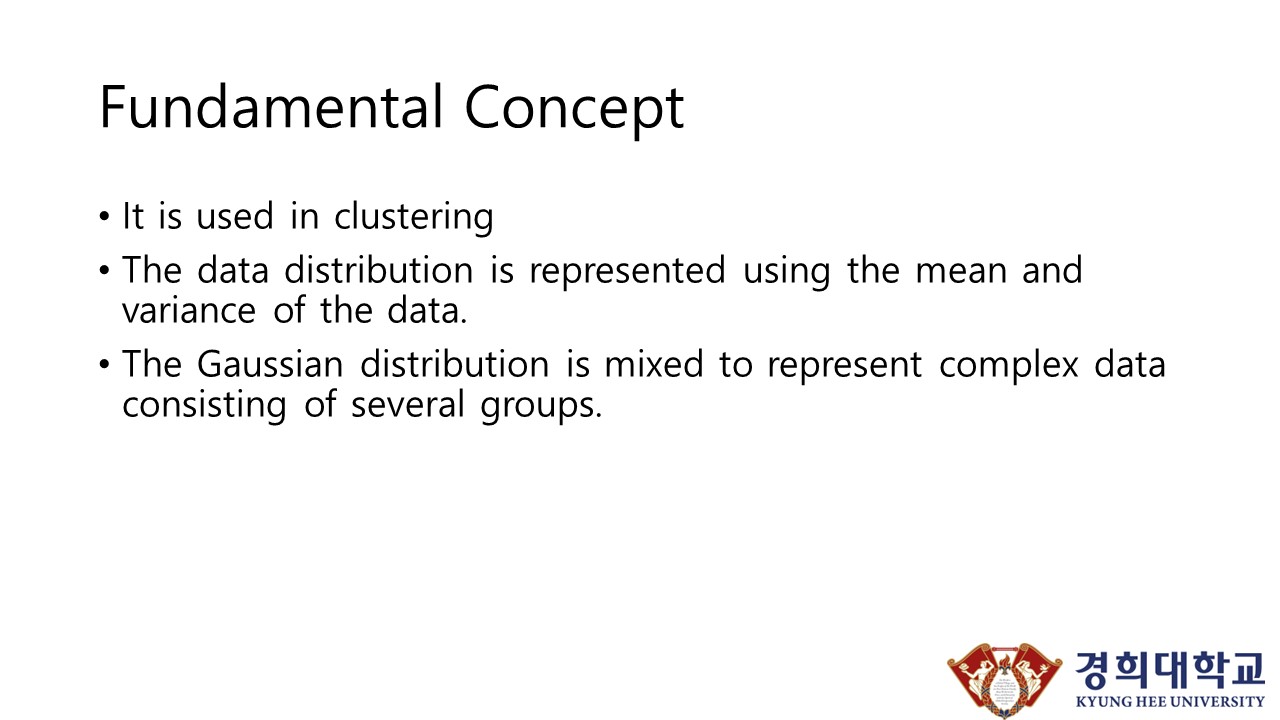 Fundamental Concept
• It is used in clustering
• The data distribution is represented using the mean and
variance of the data.
• The Gaussian distribution is mixed to represent complex data
consisting of several groups.
경희대학교
KYUNG HEE UNIVERSITY